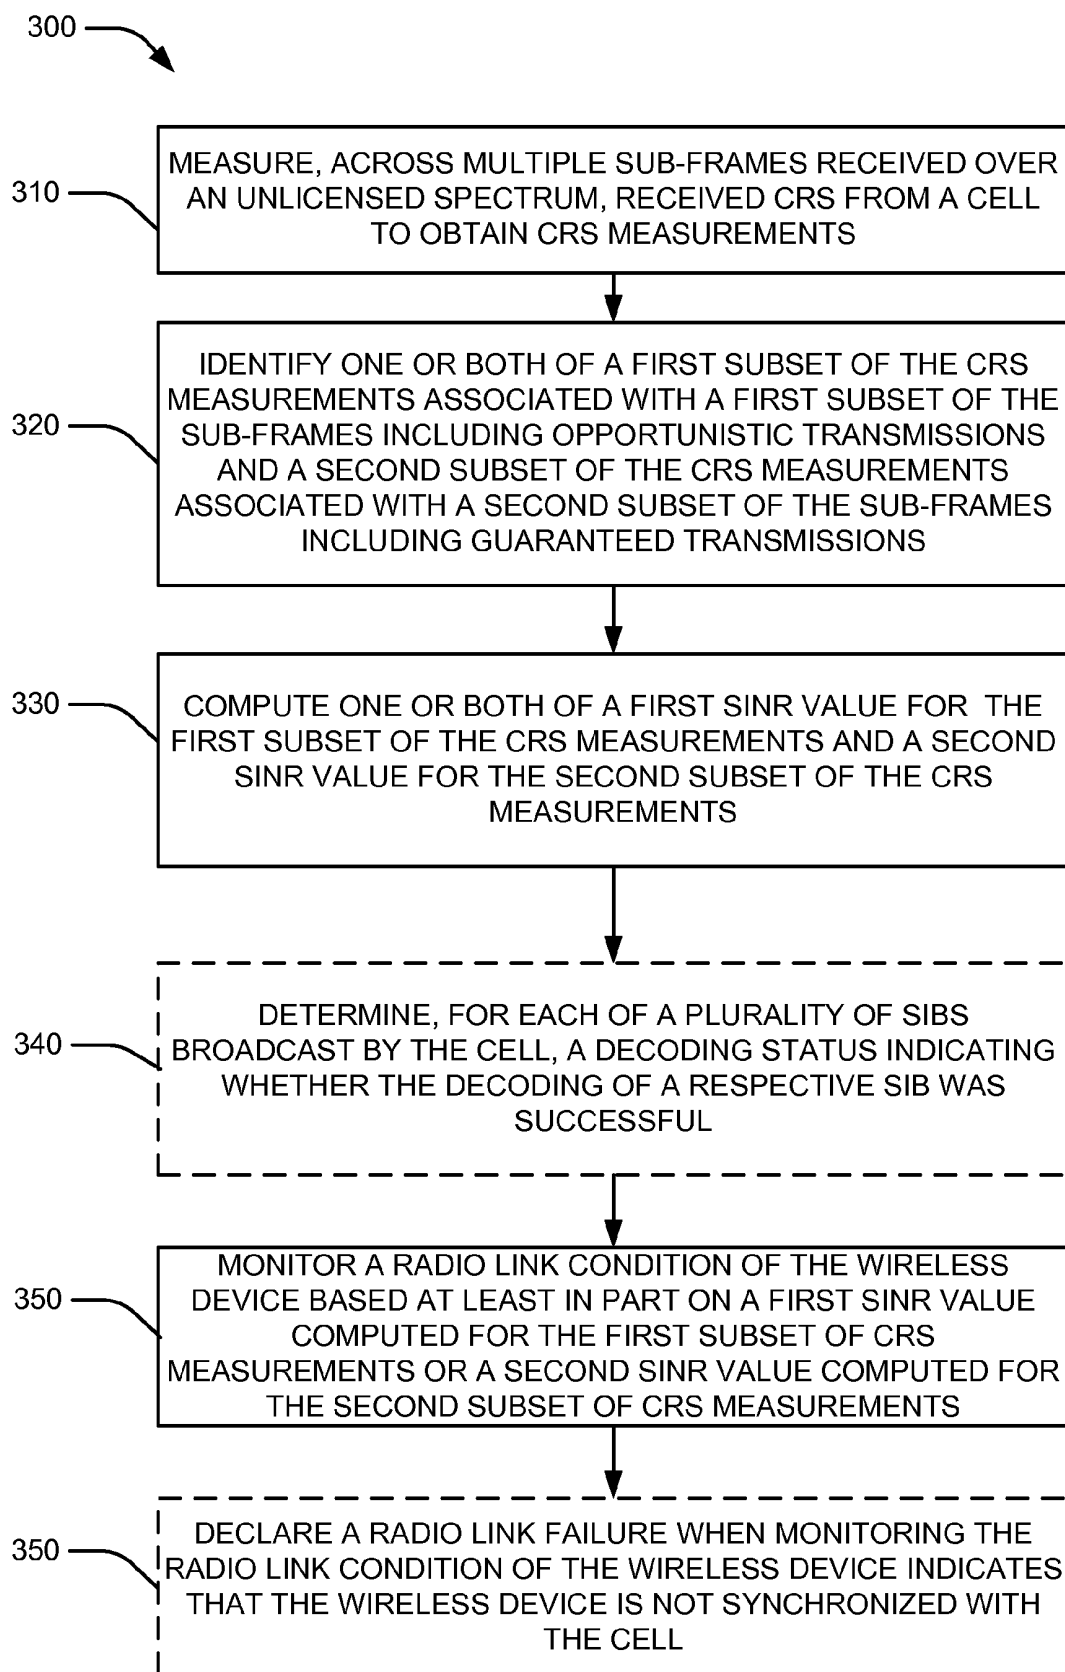 300
310
MEASURE, ACROSS MULTIPLE SUB-FRAMES RECEIVED OVER
AN UNLICENSED SPECTRUM, RECEIVED CRS FROM A CELL
TO OBTAIN CRS MEASUREMENTS
320
IDENTIFY ONE OR BOTH OF A FIRST SUBSET OF THE CRS
MEASUREMENTS ASSOCIATED WITH A FIRST SUBSET OF THE
SUB-FRAMES INCLUDING OPPORTUNISTIC TRANSMISSIONS
AND A SECOND SUBSET OF THE CRS MEASUREMENTS
ASSOCIATED WITH A SECOND SUBSET OF THE SUB-FRAMES
INCLUDING GUARANTEED TRANSMISSIONS
330
COMPUTE ONE OR BOTH OF A FIRST SINR VALUE FOR THE
FIRST SUBSET OF THE CRS MEASUREMENTS AND A SECOND
SINR VALUE FOR THE SECOND SUBSET OF THE CRS
MEASUREMENTS
340
DETERMINE, FOR EACH OF A PLURALITY OF SIBS
BROADCAST BY THE CELL, A DECODING STATUS INDICATING
WHETHER THE DECODING OF A RESPECTIVE SIB WAS
SUCCESSFUL
350
MONITOR A RADIO LINK CONDITION OF THE WIRELESS
DEVICE BASED AT LEAST IN PART ON A FIRST SINR VALUE
COMPUTED FOR THE FIRST SUBSET OF CRS
MEASUREMENTS OR A SECOND SINR VALUE COMPUTED FOR
THE SECOND SUBSET OF CRS MEASUREMENTS
350
DECLARE A RADIO LINK FAILURE WHEN MONITORING THE
RADIO LINK CONDITION OF THE WIRELESS DEVICE INDICATES
THAT THE WIRELESS DEVICE IS NOT SYNCHRONIZED WITH
THE CELL